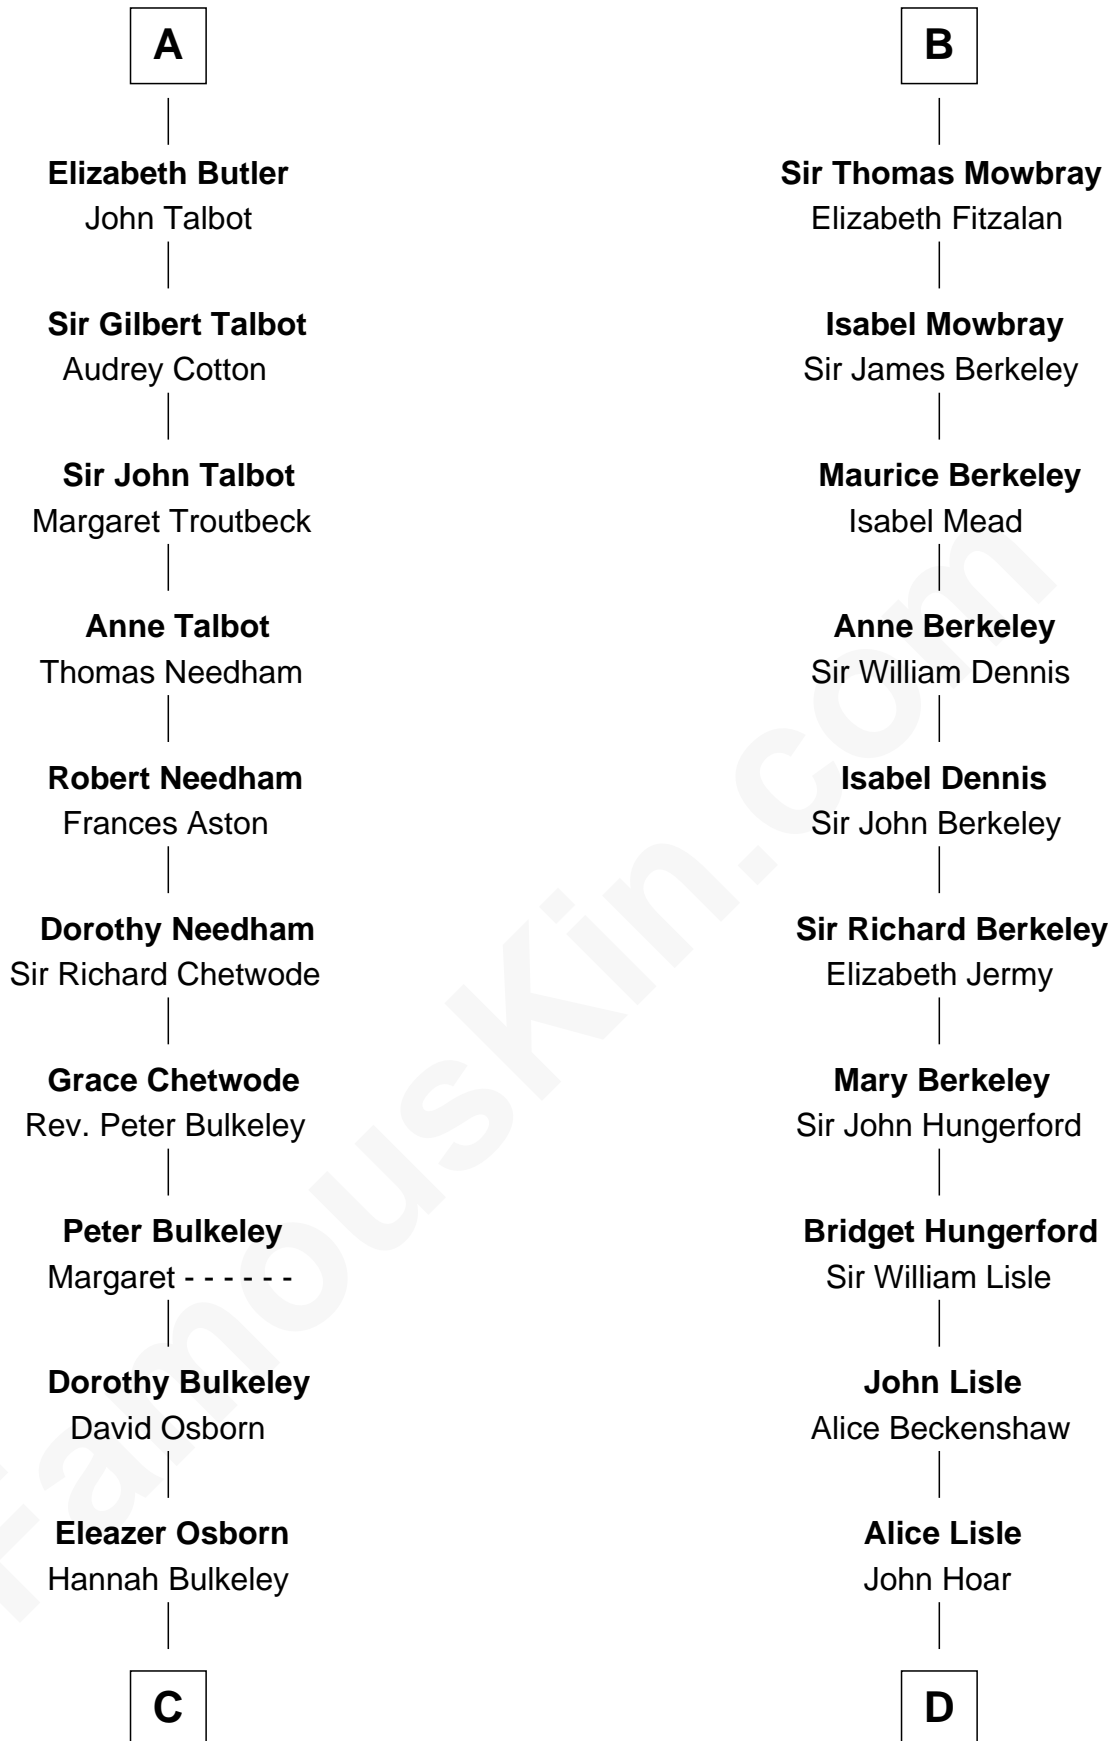 A
Elizabeth Butler
John Talbot
Sir Gilbert Talbot
Audrey Cotton
Sir John Talbot
Margaret Troutbeck
Anne Talbot
Thomas Needham
Robert Needham
Frances Aston
Dorothy Needham
Sir Richard Chetwode
Grace Chetwode
Rev. Peter Bulkeley
Peter Bulkeley
Margaret - - - - - -
Dorothy Bulkeley
David Osborn
Eleazer Osborn
Hannah Bulkeley
C
B
Sir Thomas Mowbray
Elizabeth Fitzalan
Isabel Mowbray
Sir James Berkeley
Maurice Berkeley
Isabel Mead
Anne Berkeley
Sir William Dennis
Isabel Dennis
Sir John Berkeley
Sir Richard Berkeley
Elizabeth Jermy
Mary Berkeley
Sir John Hungerford
Bridget Hungerford
Sir William Lisle
John Lisle
Alice Beckenshaw
Alice Lisle
John Hoar
D
FamousKin.com